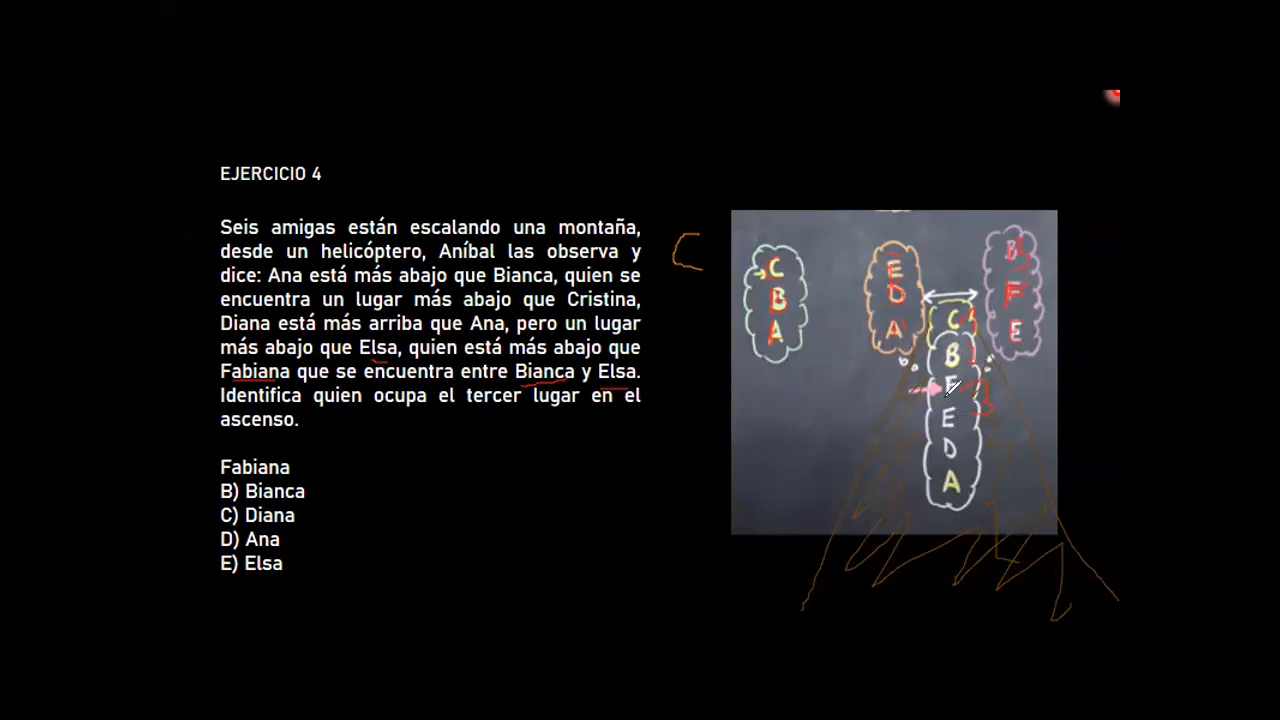 EJERCICIO 4
Seis amigas están escalando una montaña,
desde un helicóptero, Aníbal las observa y
dice: Ana está más abajo que Bianca, quien se
encuentra un lugar más abajo que Cristina,
Diana está más arriba que Ana, pero un lugar
más abajo que Elsa, quien está más abajo que
Fabiana que se encuentra entre Bianca y Elsa.
Identifica quien ocupa el tercer lugar en el
ascenso.
Fabiana
B) Bianca
C) Diana
D) Ana
E) Elsa
C
C
B
A
E
D
A
B
F
E
C
B
F 3
E
D
A